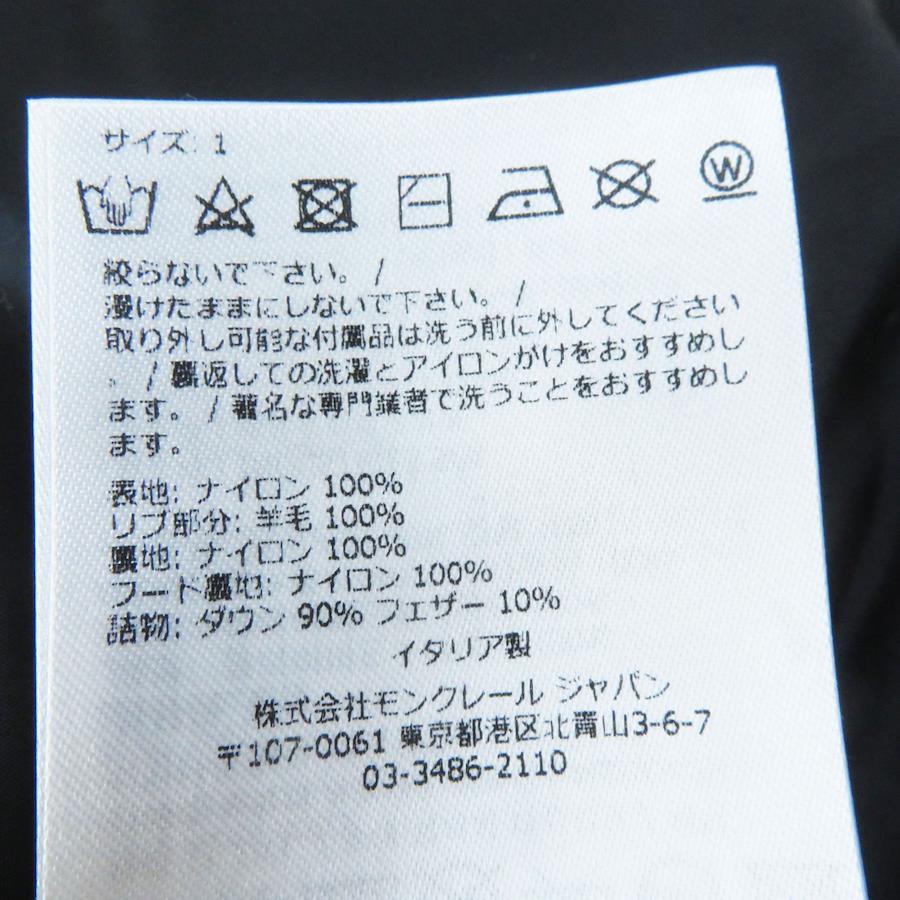 サイズ: 1
W
絞らないで下さい。 /
浸けたままにしないで下さい。 /
取り外し可能な付属品は洗う前に外してください
。 / 裏返しての洗濯とアイロンがけをおすすめし
ます。 / 著名な専門業者で洗うことをおすすめし
ます。
表地: ナイロン 100%
リブ部分: 羊毛 100%
裏地: ナイロン 100%
フード裏地: ナイロン 100%
詰物: ダウン 90% フェザー 10%
イタリア製
株式会社モンクレール ジャパン
〒107-0061 東京都港区北青山3-6-7
03-3486-2110